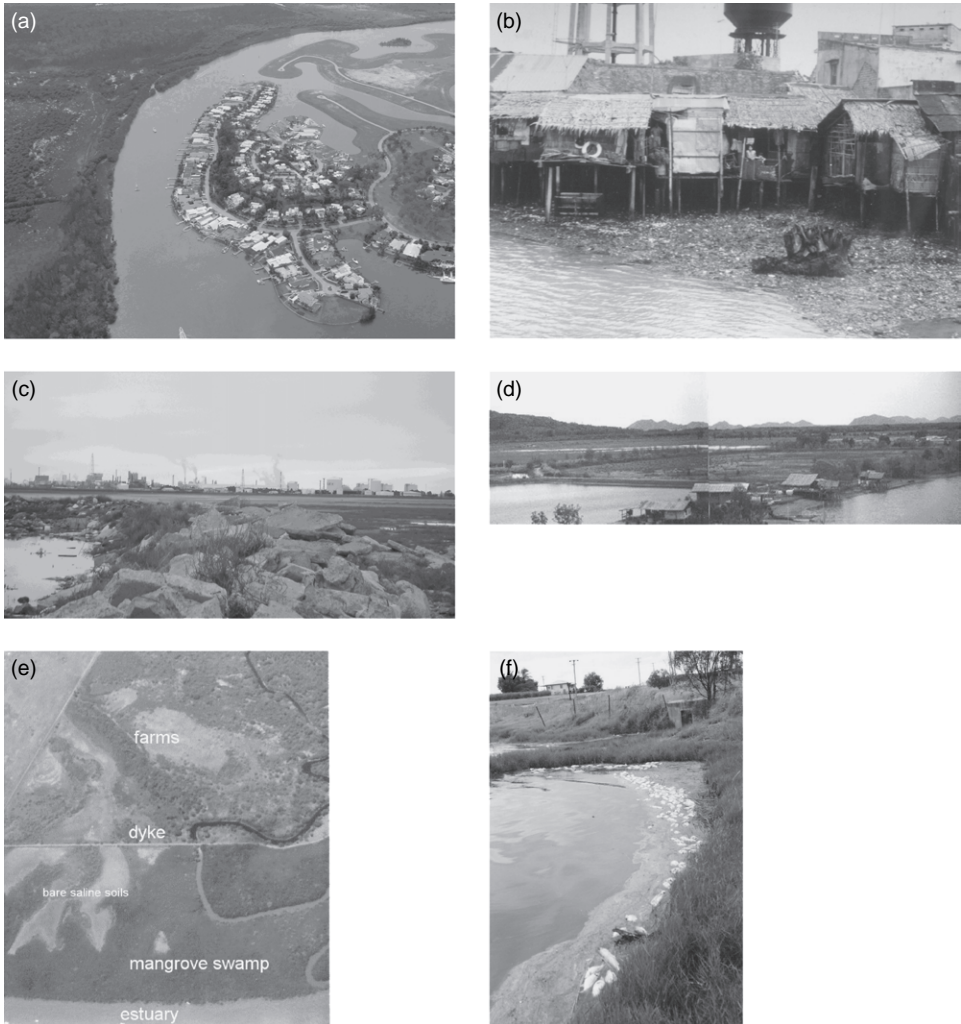 (a)
(b)
(c)
(d)
(e)
farms
dyke
bare saline soils
mangrove swamp
estuary
(f)